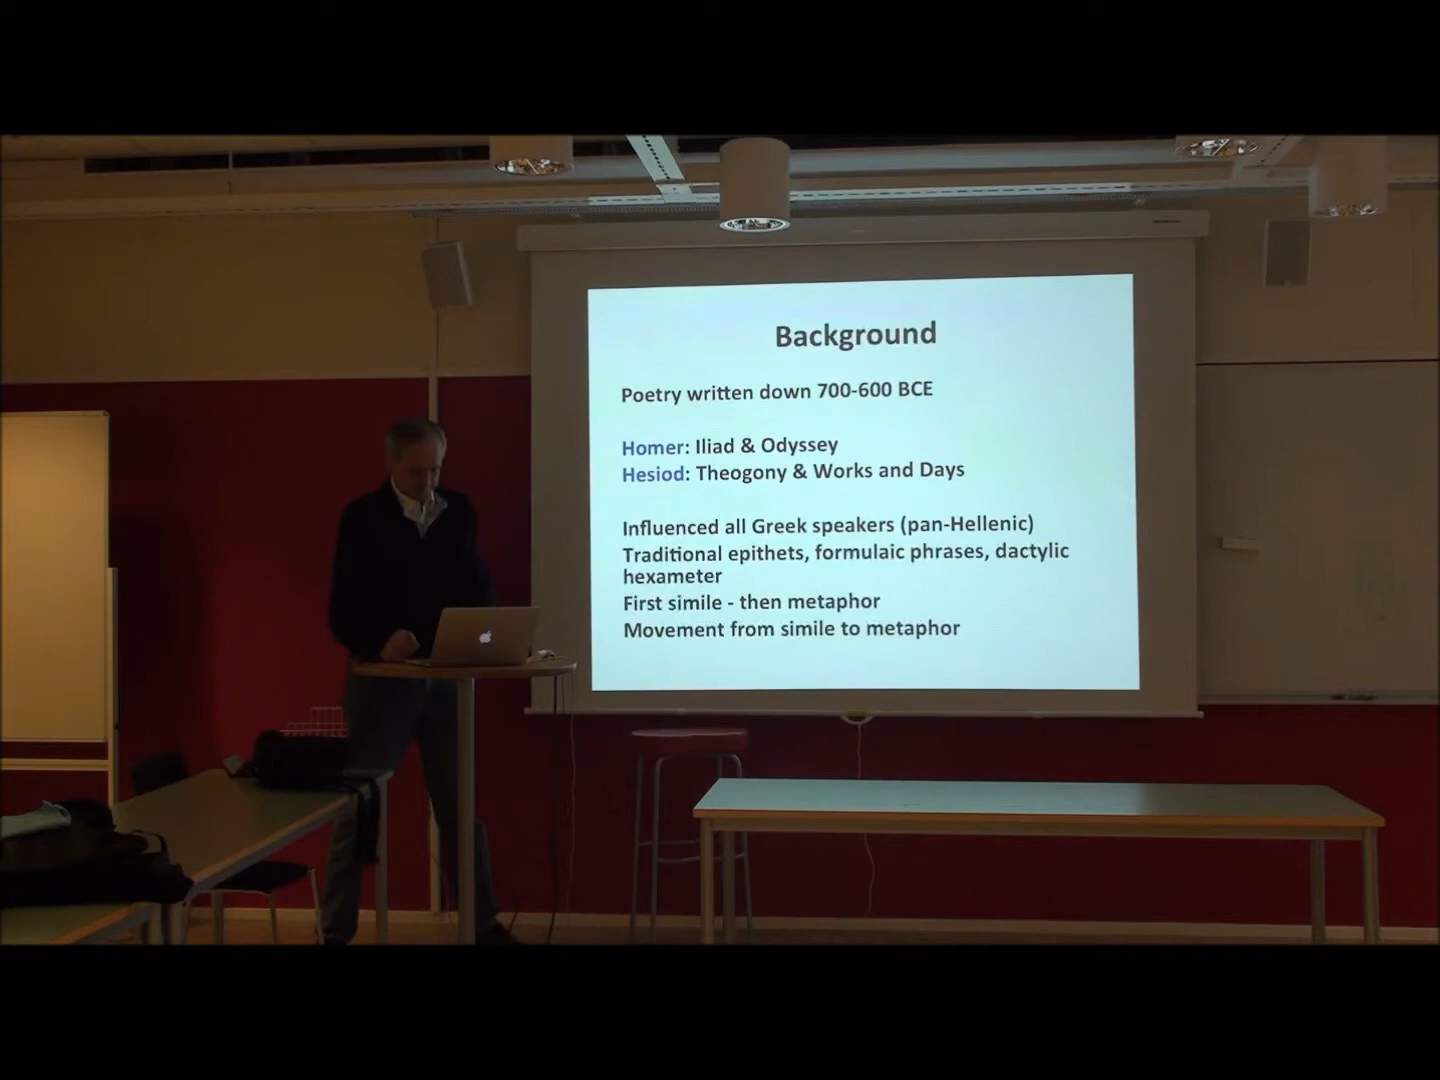 Background
Poetry written down 700-600 BCE
Homer: Iliad & Odyssey
Hesiod: Theogony & Works and Days
Influenced all Greek speakers (pan-Hellenic)
Traditional epithets, formulaic phrases, dactylic
hexameter
First simile - then metaphor
Movement from simile to metaphor